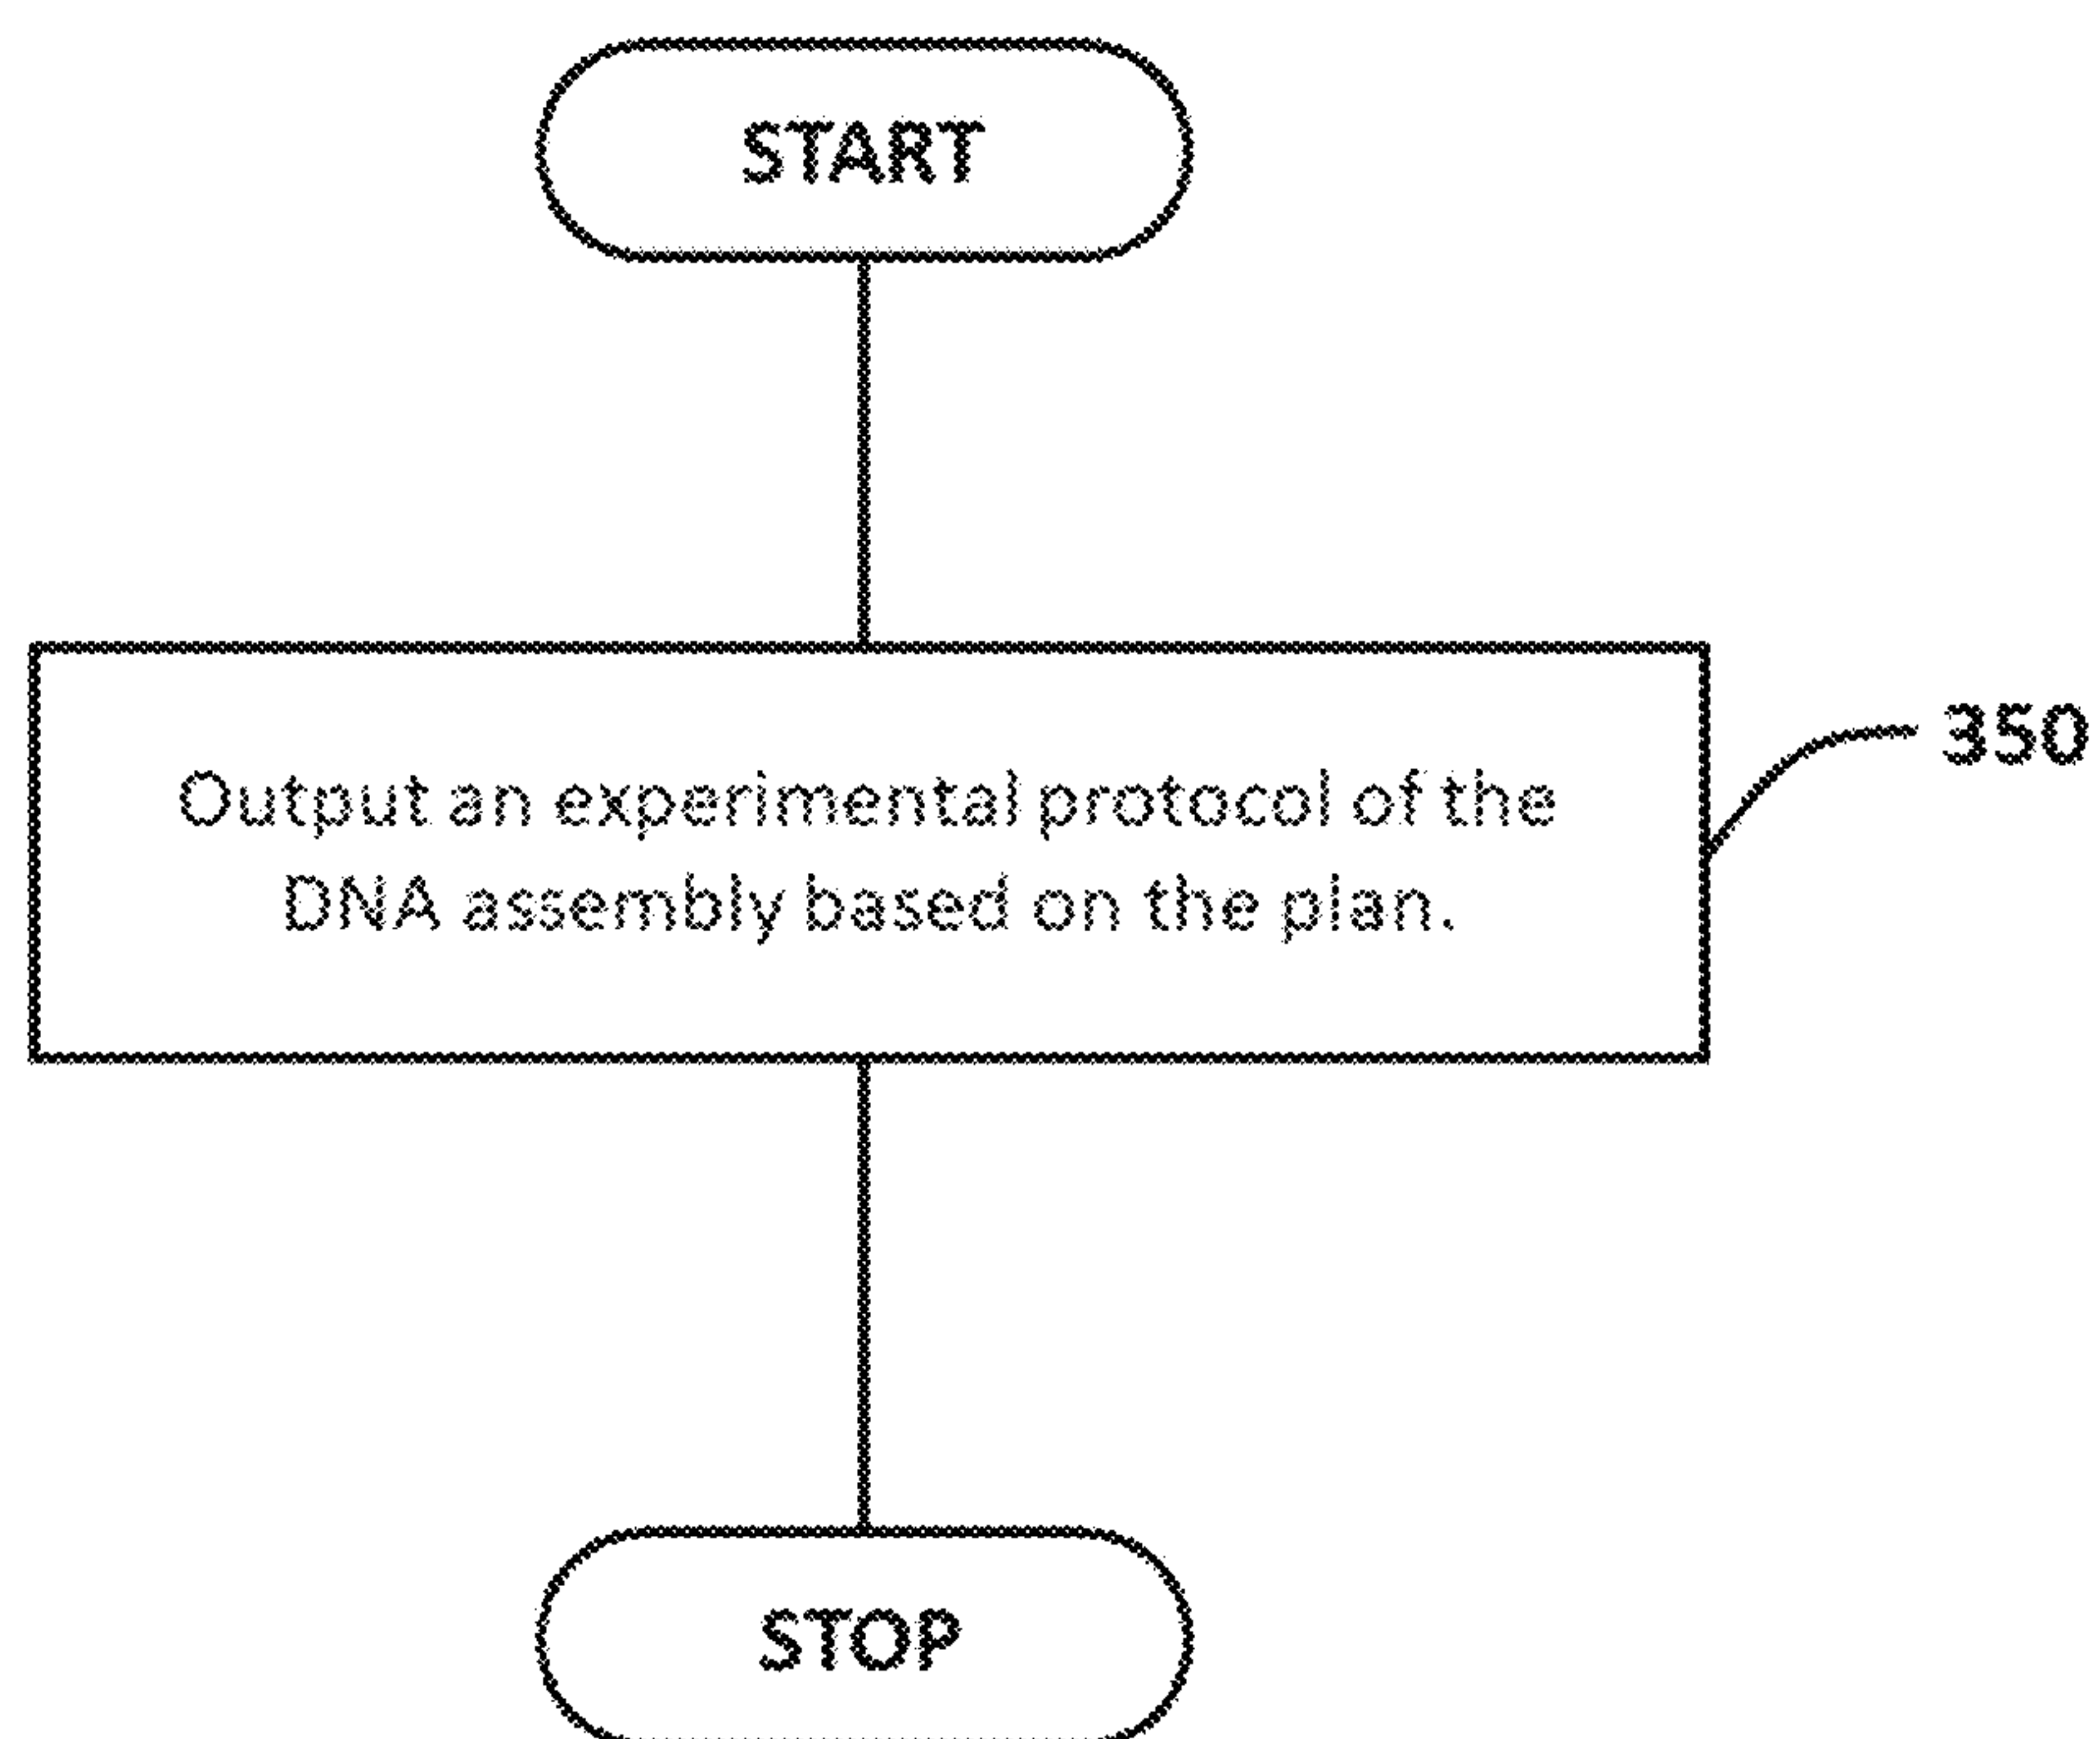 START
350
Output an experimental protocol of the
DNA assembly based on the plan.
STOP